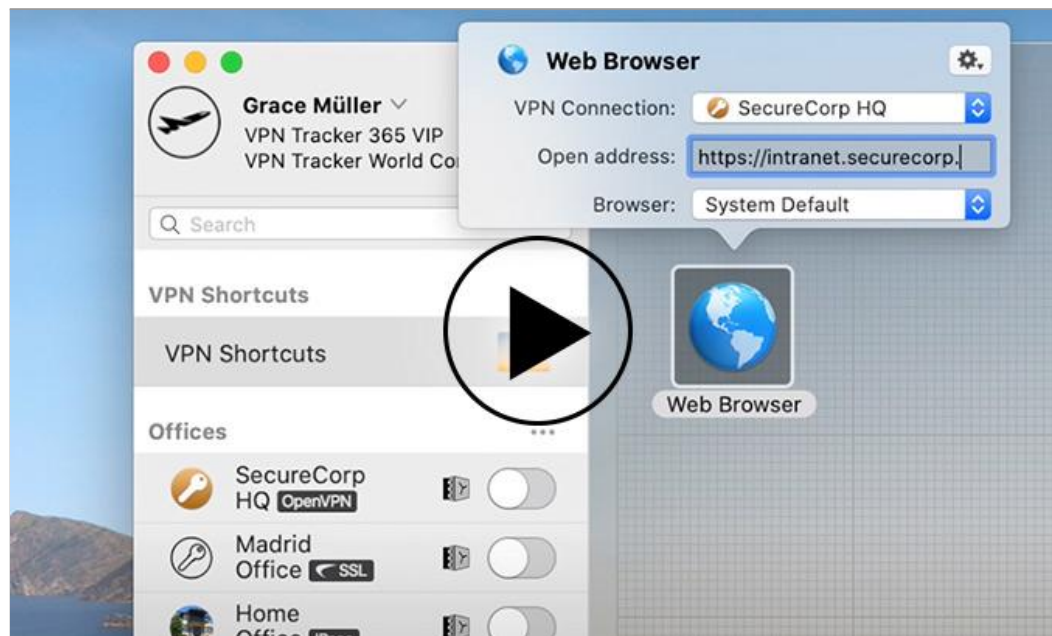 Web Browser
Grace Müller
VPN Connection: SecureCorp HQ
VPN Tracker 365 VIP
VPN Tracker World
Open address: https://intranet.securecorp.
Browser: System Default
Search
VPN Shortcuts
VPN Shortcuts
Web Browser
Offices
SecureCorp
HQ OpenVPN
Madrid
Office SSL
Home
Office